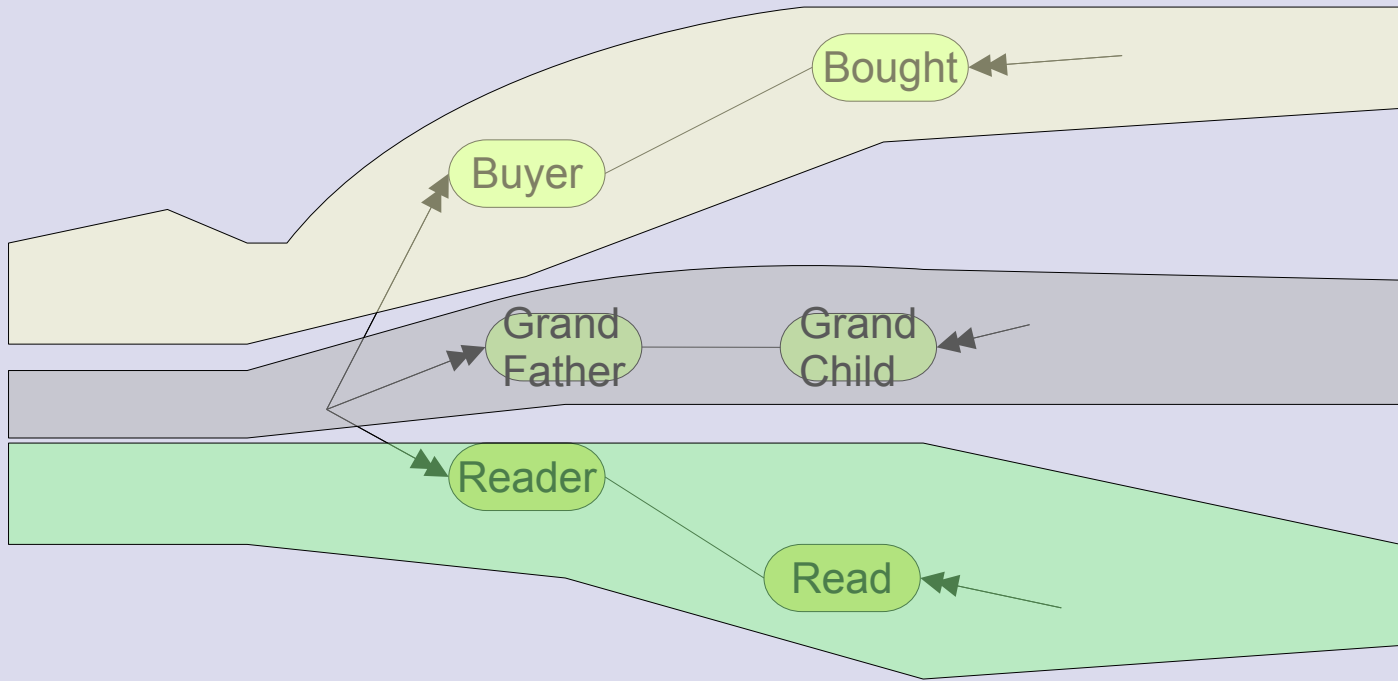 Bought
Buyer
Grand
Father
Grand
Child
Reader
Read